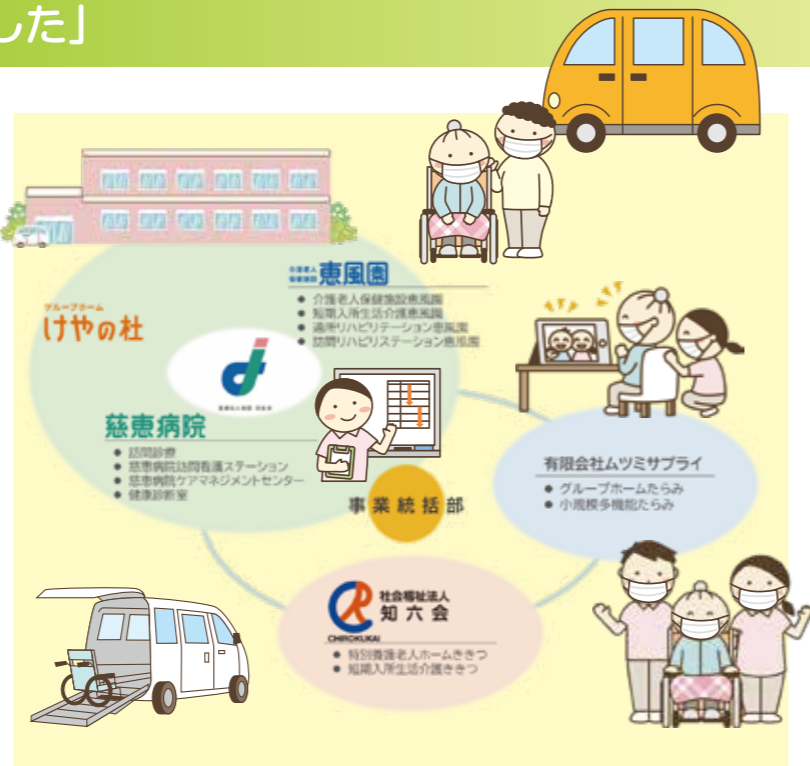 した」
介護老人
保健施設 恵風園
● 介護老人保健施設恵風園
● 短期入所生活介護恵風園
● 通所リハビリテーション恵風園
● 訪問リハビリステーション恵風園
グループホーム
けやの杜
慈恵病院
● 訪問診療
● 慈恵病院訪問看護ステーション
● 慈恵病院ケアマネジメントセンター
● 健康診断室
事業統括部
有限会社ムツミサプライ
● グループホームたらみ
● 小規模多機能たらみ
社会福祉法人
知六会
CHIROKUKAI
● 特別養護老人ホームききつ
● 短期入所生活介護ききつ